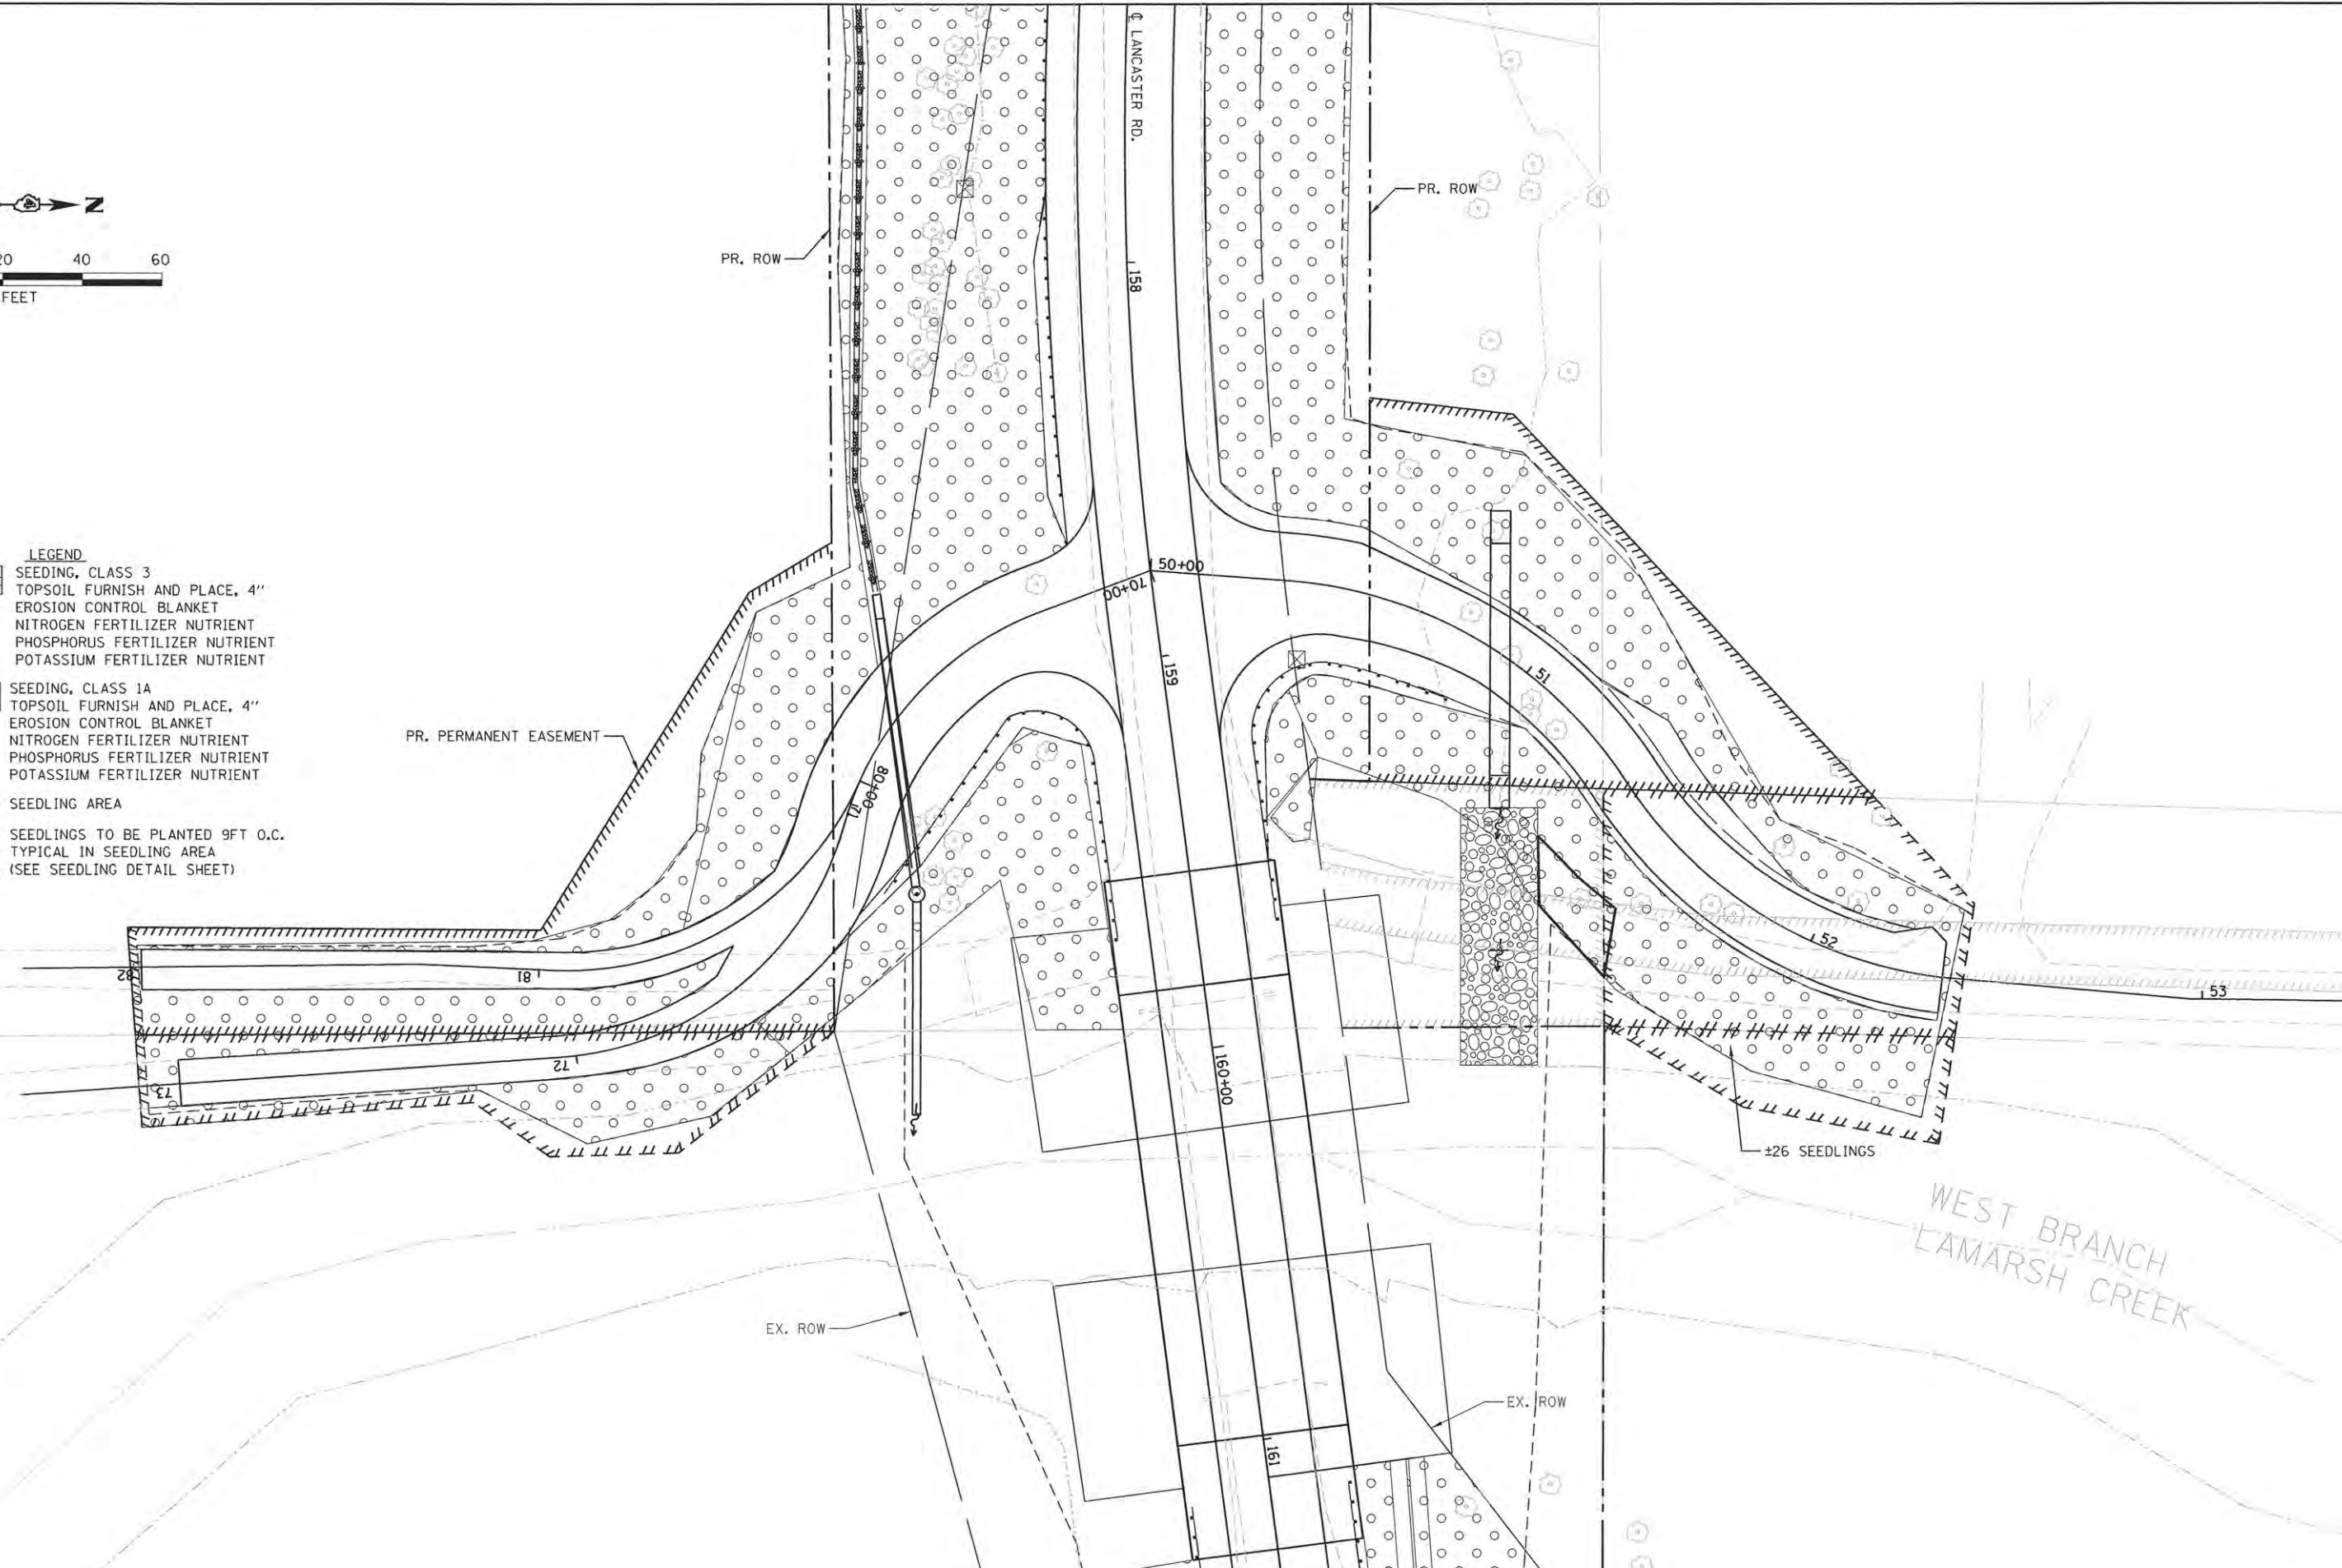 ℄ LANCASTER RD.
N
20 40 60
FEET
PR. ROW
PR. ROW
158
LEGEND
SEEDING, CLASS 3
TOPSOIL FURNISH AND PLACE, 4"
EROSION CONTROL BLANKET
NITROGEN FERTILIZER NUTRIENT
PHOSPHORUS FERTILIZER NUTRIENT
POTASSIUM FERTILIZER NUTRIENT
SEEDING, CLASS 1A
TOPSOIL FURNISH AND PLACE, 4"
EROSION CONTROL BLANKET
NITROGEN FERTILIZER NUTRIENT
PHOSPHORUS FERTILIZER NUTRIENT
POTASSIUM FERTILIZER NUTRIENT
SEEDLING AREA
SEEDLINGS TO BE PLANTED 9FT O.C.
TYPICAL IN SEEDLING AREA
(SEE SEEDLING DETAIL SHEET)
50+00
70+00
159
51
PR. PERMANENT EASEMENT
80+00
71
52
82
81
53
72
73
160+00
±26 SEEDLINGS
WEST BRANCH
LAMARSH CREEK
EX. ROW
EX. ROW
161